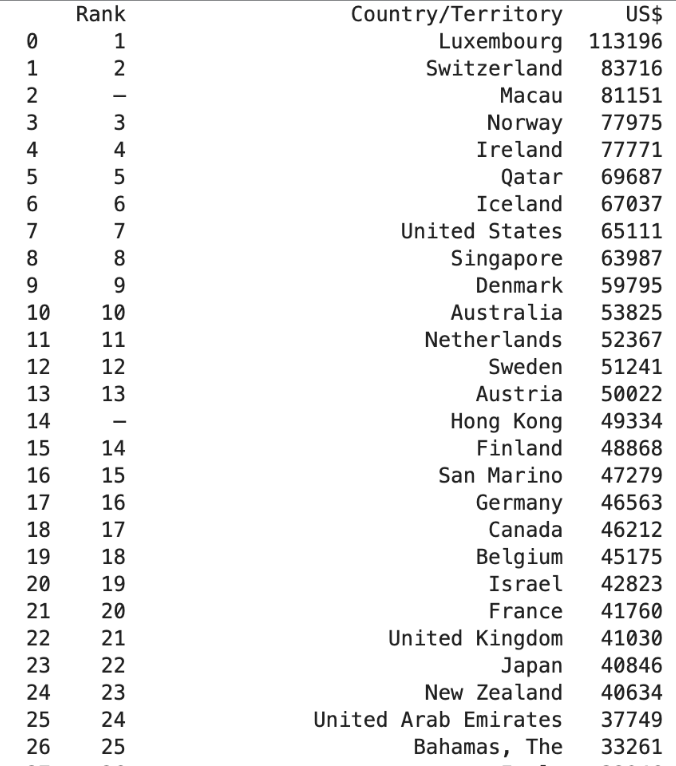 Rank Country/Territory US$
0 1 Luxembourg 113196
1 2 Switzerland 83716
2 — Macau 81151
3 3 Norway 77975
4 4 Ireland 77771
5 5 Qatar 69687
6 6 Iceland 67037
7 7 United States 65111
8 8 Singapore 63987
9 9 Denmark 59795
10 10 Australia 53825
11 11 Netherlands 52367
12 12 Sweden 51241
13 13 Austria 50022
14 — Hong Kong 49334
15 14 Finland 48868
16 15 San Marino 47279
17 16 Germany 46563
18 17 Canada 46212
19 18 Belgium 45175
20 19 Israel 42823
21 20 France 41760
22 21 United Kingdom 41030
23 22 Japan 40846
24 23 New Zealand 40634
25 24 United Arab Emirates 37749
26 25 Bahamas, The 33261